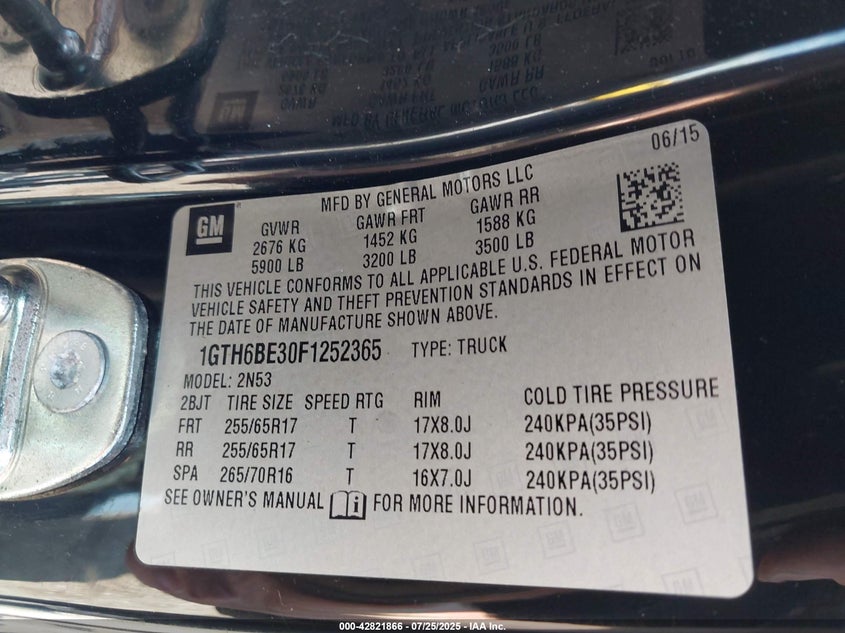 06/15
MFD BY GENERAL MOTORS LLC
GM
GVWR GAWR FRT GAWR RR
2676 KG 1452 KG 1588 KG
5900 LB 3200 LB 3500 LB
THIS VEHICLE CONFORMS TO ALL APPLICABLE U.S. FEDERAL MOTOR
VEHICLE SAFETY AND THEFT PREVENTION STANDARDS IN EFFECT ON
THE DATE OF MANUFACTURE SHOWN ABOVE.
1GTH6BE30F1252365 TYPE: TRUCK
MODEL: 2N53
2BJT TIRE SIZE SPEED RTG RIM COLD TIRE PRESSURE
FRT 255/65R17 T 17X8.0J 240KPA(35PSI)
RR 255/65R17 T 17X8.0J 240KPA(35PSI)
SPA 265/70R16 T 16X7.0J 240KPA(35PSI)
SEE OWNER'S MANUAL i FOR MORE INFORMATION.
000-42821866 - 07/25/2025 - IAA Inc.